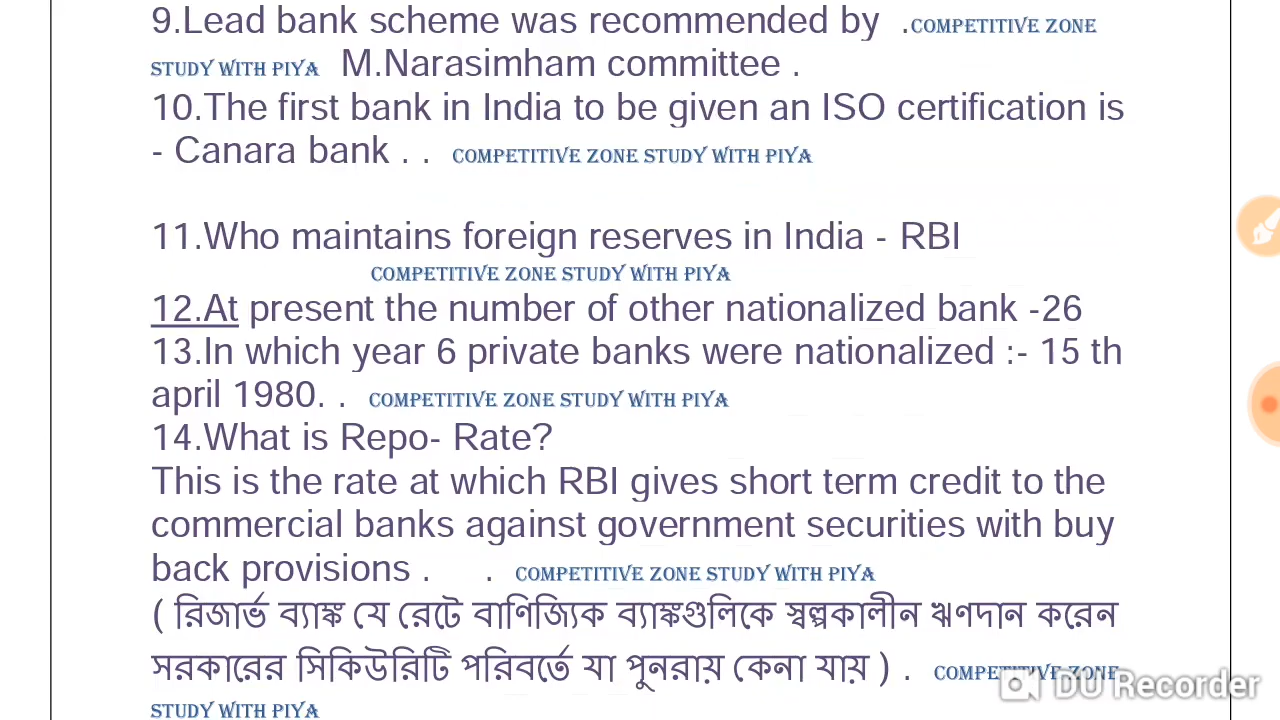 9.Lead bank scheme was recommended by .COMPETITIVE ZONE
STUDY WITH PIYA M.Narasimham committee .
10.The first bank in India to be given an ISO certification is
- Canara bank . . COMPETITIVE ZONE STUDY WITH PIYA
11.Who maintains foreign reserves in India - RBI
COMPETITIVE ZONE STUDY WITH PIYA
12.At present the number of other nationalized bank -26
13.In which year 6 private banks were nationalized :- 15 th
april 1980. . COMPETITIVE ZONE STUDY WITH PIYA
14.What is Repo- Rate?
This is the rate at which RBI gives short term credit to the
commercial banks against government securities with buy
back provisions . . COMPETITIVE ZONE STUDY WITH PIYA
( রিজার্ভ ব্যাঙ্ক যে রেটে বাণিজ্যিক ব্যাঙ্কগুলিকে স্বল্পকালীন ঋণদান করেন
সরকারের সিকিউরিটি পরিবর্তে যা পুনরায় কেনা যায় ) . COMPETITIVE ZONE
STUDY WITH PIYA
DU Recorder